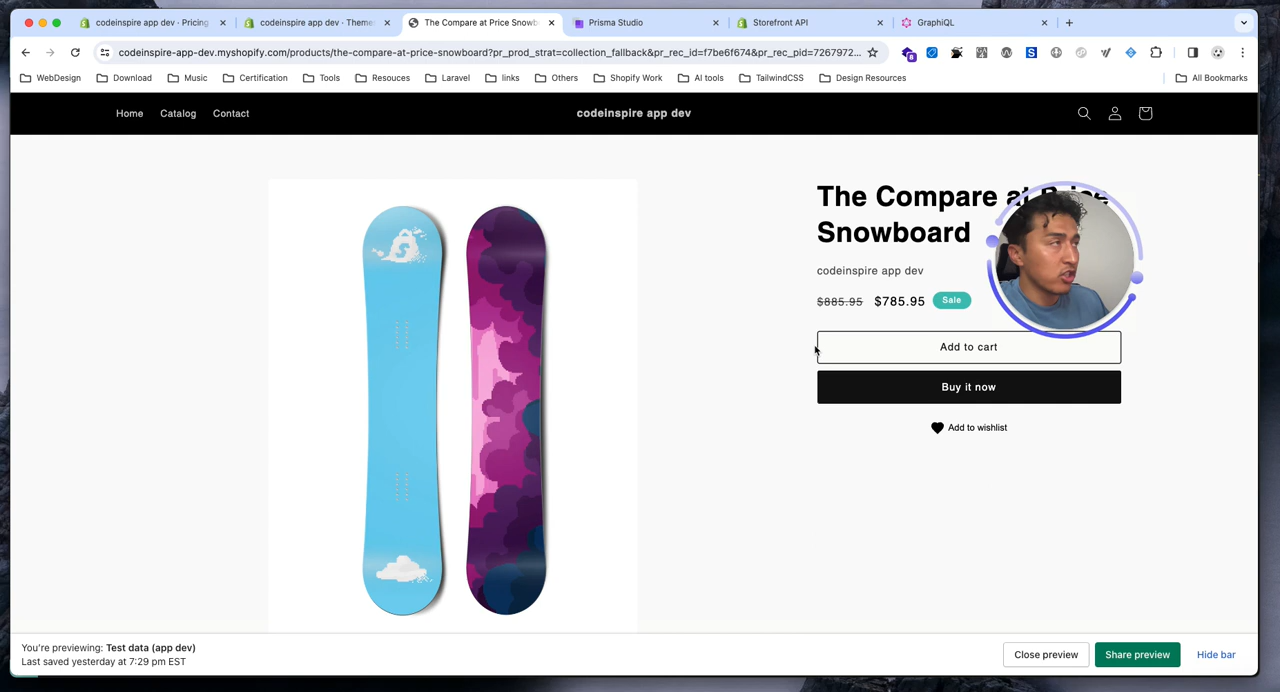 codeinspire app dev · Pricing
codeinspire app dev · Theme
The Compare at Price Snowb
Prisma Studio
Storefront API
GraphiQL
codeinspire-app-dev.myshopify.com/products/the-compare-at-price-snowboard?pr_prod_strat=collection_fallback&pr_rec_id=f7be6f674&pr_rec_pid=7267972...
8
WebDesign
Download
Music
Certification
Tools
Resouces
Laravel
links
Others
Shopify Work
AI tools
TailwindCSS
Design Resources
All Bookmarks
Home
Catalog
Contact
codeinspire app dev
The Compare at Price
Snowboard
codeinspire app dev
$885.95 $785.95 Sale
Add to cart
Buy it now
Add to wishlist
You're previewing: Test data (app dev)
Last saved yesterday at 7:29 pm EST
Close preview
Share preview
Hide bar